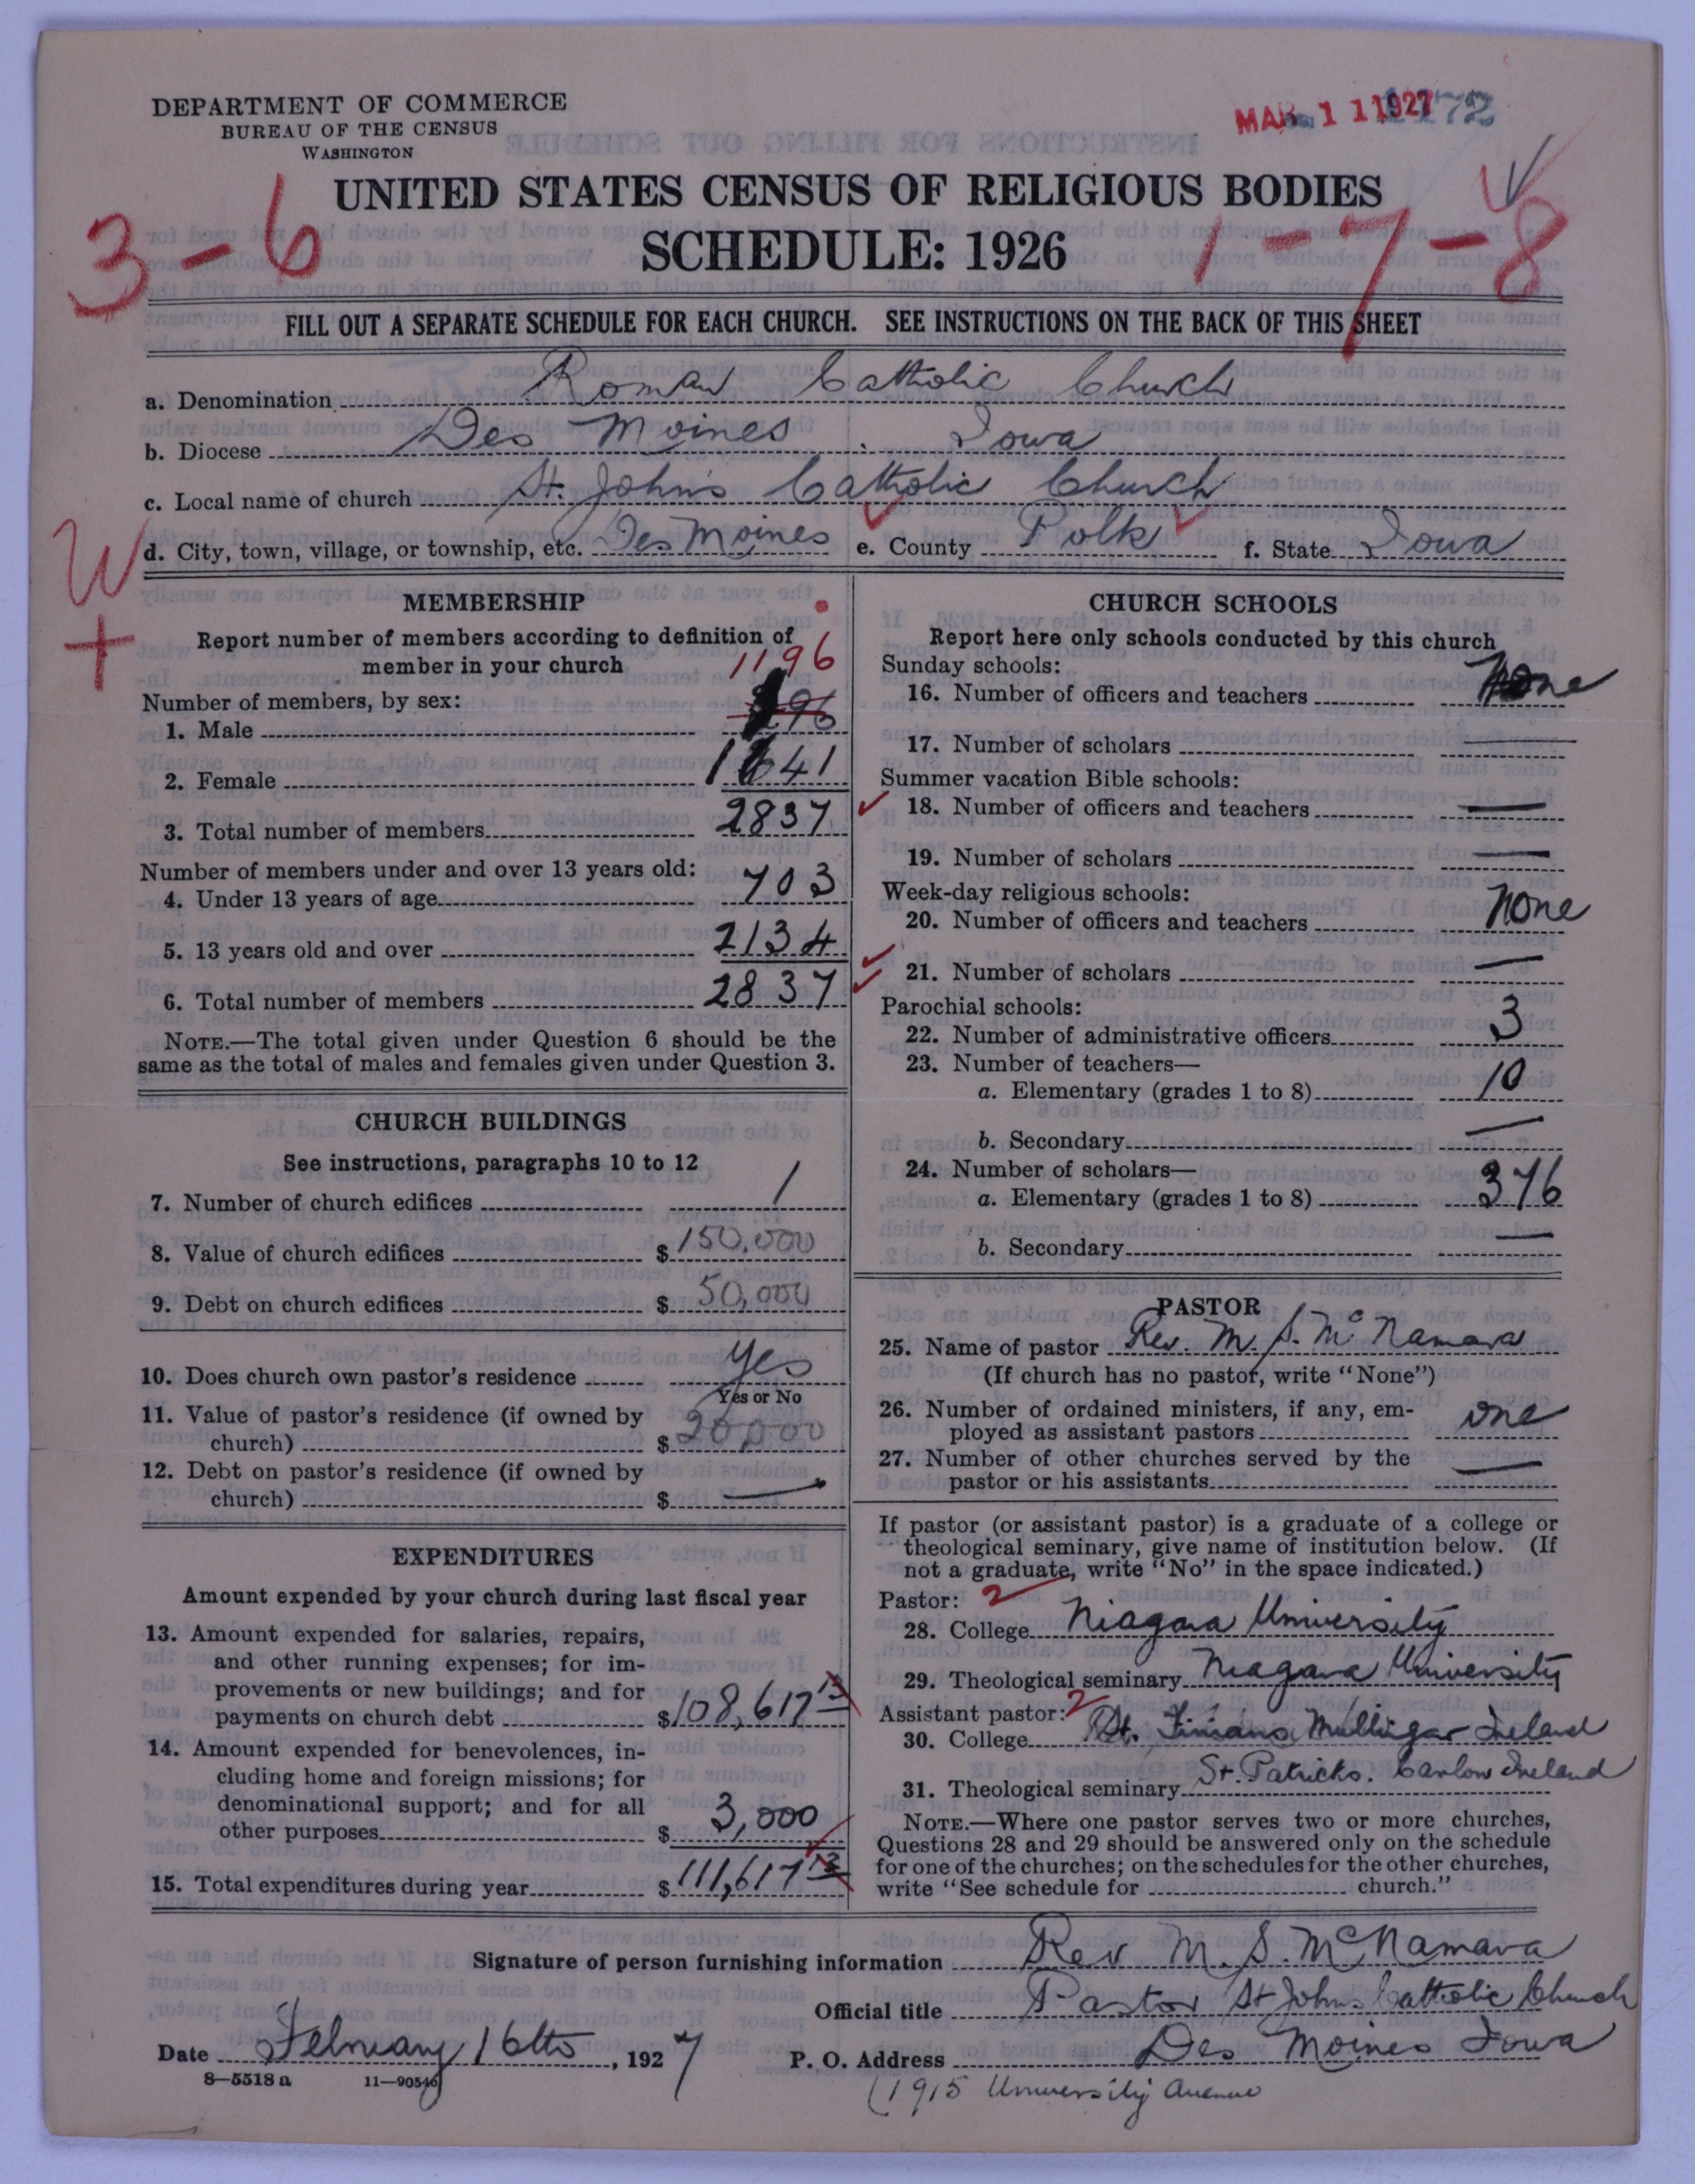 DEPARTMENT OF COMMERCE
BUREAU OF THE CENSUS
WASHINGTON
MAR 11 1927
UNITED STATES CENSUS OF RELIGIOUS BODIES
SCHEDULE: 1926
3-6
1-7-8
FILL OUT A SEPARATE SCHEDULE FOR EACH CHURCH. SEE INSTRUCTIONS ON THE BACK OF THIS SHEET
a. Denomination Roman Catholic Church
b. Diocese Des Moines Iowa
c. Local name of church St. John's Catholic Church
d. City, town, village, or township, etc. Des Moines e. County Polk f. State Iowa
W
+
MEMBERSHIP
Report number of members according to definition of
member in your church
1196
Number of members, by sex:
1. Male
2. Female 1641
3. Total number of members 2837
Number of members under and over 13 years old:
4. Under 13 years of age 703
5. 13 years old and over 2134
6. Total number of members 2837
NOTE.—The total given under Question 6 should be the
same as the total of males and females given under Question 3.
CHURCH BUILDINGS
See instructions, paragraphs 10 to 12
7. Number of church edifices 1
8. Value of church edifices $150,000
9. Debt on church edifices $50,000
10. Does church own pastor's residence Yes
Yes or No
11. Value of pastor's residence (if owned by
church) $20,000
12. Debt on pastor's residence (if owned by
church) $ —
EXPENDITURES
Amount expended by your church during last fiscal year
13. Amount expended for salaries, repairs,
and other running expenses; for im-
provements or new buildings; and for
payments on church debt $108,617 13
14. Amount expended for benevolences, in-
cluding home and foreign missions; for
denominational support; and for all
other purposes $3,000
15. Total expenditures during year $111,617 13
CHURCH SCHOOLS
Report here only schools conducted by this church
Sunday schools:
16. Number of officers and teachers None
17. Number of scholars —
Summer vacation Bible schools:
18. Number of officers and teachers —
19. Number of scholars —
Week-day religious schools:
20. Number of officers and teachers None
21. Number of scholars —
Parochial schools:
22. Number of administrative officers 3
23. Number of teachers—
a. Elementary (grades 1 to 8) 10
b. Secondary —
24. Number of scholars—
a. Elementary (grades 1 to 8) 376
b. Secondary —
PASTOR
25. Name of pastor Rev. M. S. McNamara
(If church has no pastor, write "None")
26. Number of ordained ministers, if any, em-
ployed as assistant pastors one
27. Number of other churches served by the
pastor or his assistants —
If pastor (or assistant pastor) is a graduate of a college or
theological seminary, give name of institution below. (If
not a graduate, write "No" in the space indicated.)
Pastor: 2
28. College Niagara University
29. Theological seminary Niagara University
Assistant pastor: 2
30. College St. Finians Mullingar Ireland
31. Theological seminary St. Patricks. Carlow Ireland
NOTE.—Where one pastor serves two or more churches,
Questions 28 and 29 should be answered only on the schedule
for one of the churches; on the schedules for the other churches,
write "See schedule for church."
Signature of person furnishing information Rev M. S. McNamara
Official title Pastor St Johns Catholic Church
Date February 16th, 1927 P. O. Address Des Moines Iowa
8—5518 a 11—90546
(1915 University Avenue